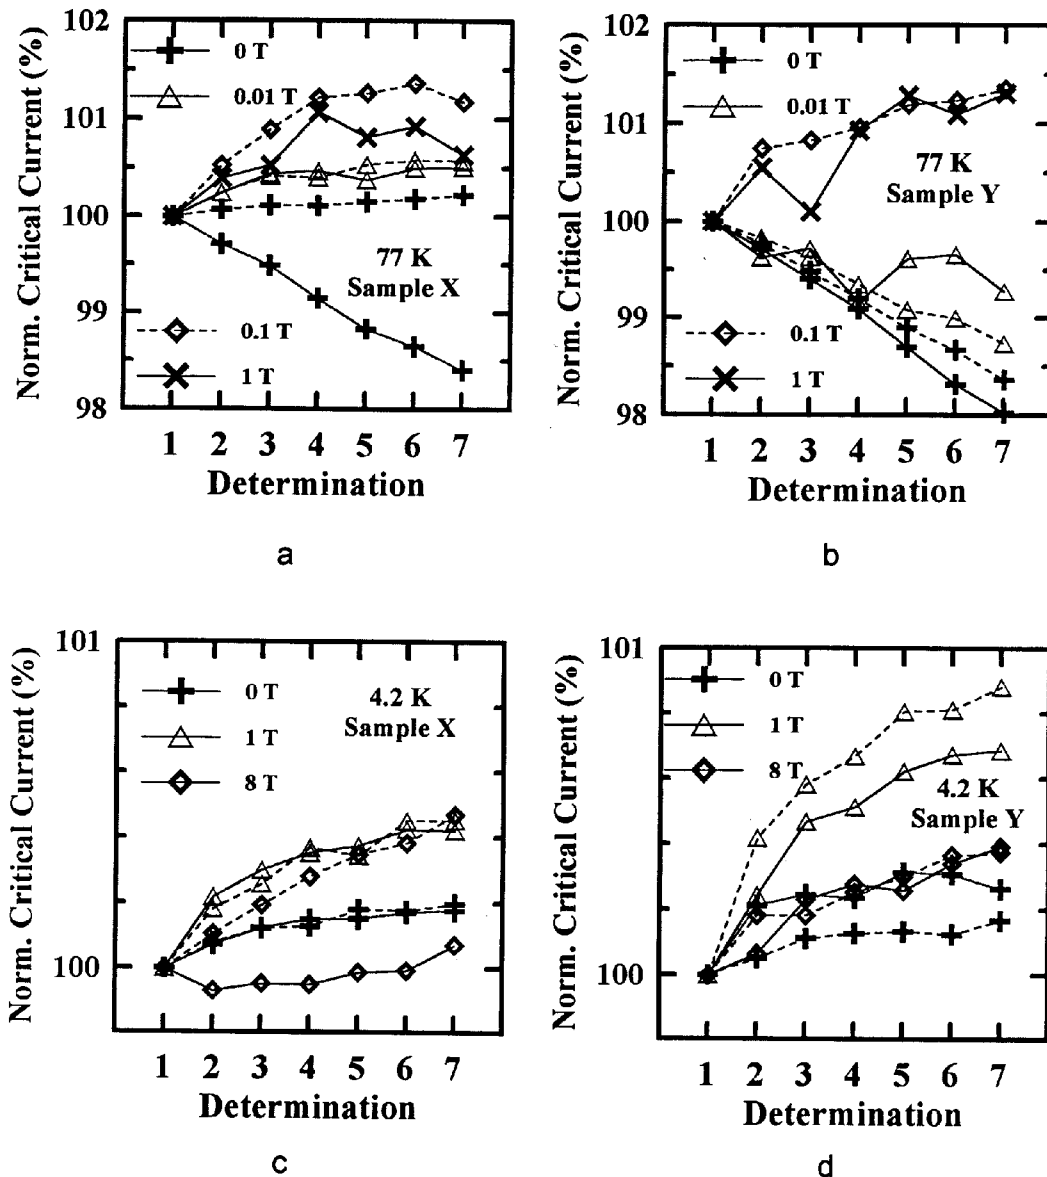 102
101
100
99
98
Norm. Critical Current (%)
0 T
0.01 T
77 K
Sample X
0.1 T
1 T
1 2 3 4 5 6 7
Determination
a
102
101
100
99
98
Norm. Critical Current (%)
0 T
0.01 T
77 K
Sample Y
0.1 T
1 T
1 2 3 4 5 6 7
Determination
b
101
100
Norm. Critical Current (%)
0 T
1 T
8 T
4.2 K
Sample X
1 2 3 4 5 6 7
Determination
c
101
100
Norm. Critical Current (%)
0 T
1 T
8 T
4.2 K
Sample Y
1 2 3 4 5 6 7
Determination
d